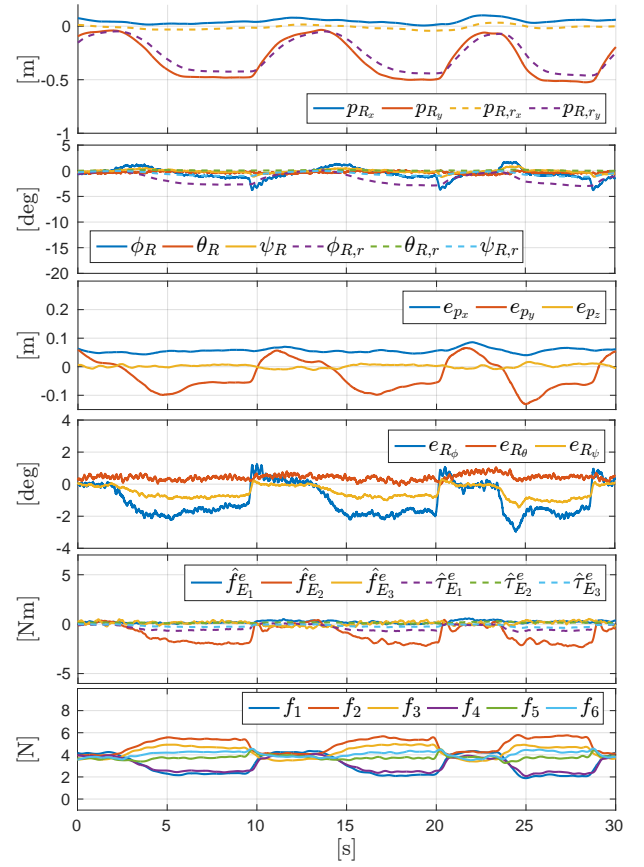 0
-0.5
-1
[m]
p_{R_x} p_{R_y} p_{R,r_x} p_{R,r_y}
5
0
-5
-10
-15
-20
[deg]
ϕ_R θ_R ψ_R ϕ_{R,r} θ_{R,r} ψ_{R,r}
0.2
0.1
0
-0.1
[m]
e_{p_x} e_{p_y} e_{p_z}
4
2
0
-2
-4
[deg]
e_{R_ϕ} e_{R_θ} e_{R_ψ}
5
0
-5
[Nm]
f̂^e_{E_1} f̂^e_{E_2} f̂^e_{E_3} τ̂^e_{E_1} τ̂^e_{E_2} τ̂^e_{E_3}
8
6
4
2
0
[N]
f_1 f_2 f_3 f_4 f_5 f_6
0 5 10 15 20 25 30
[s]